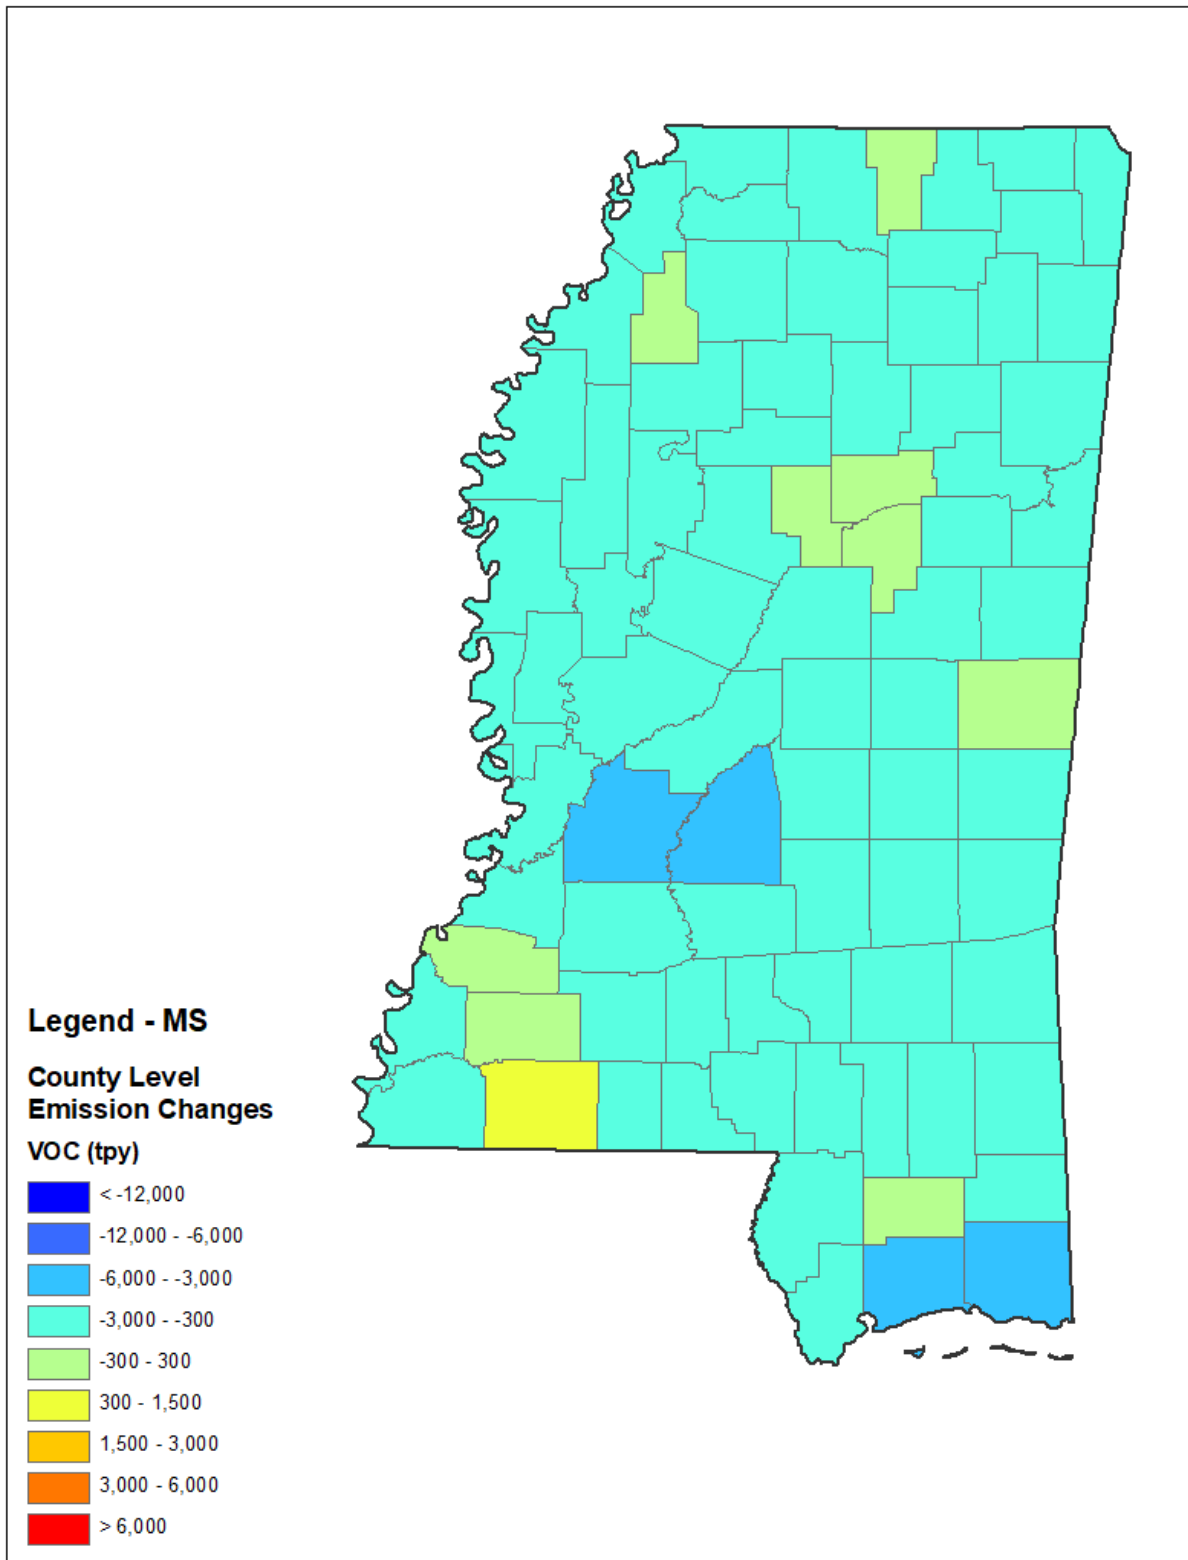 Legend - MS
County Level
Emission Changes
VOC (tpy)
< -12,000
-12,000 - -6,000
-6,000 - -3,000
-3,000 - -300
-300 - 300
300 - 1,500
1,500 - 3,000
3,000 - 6,000
> 6,000